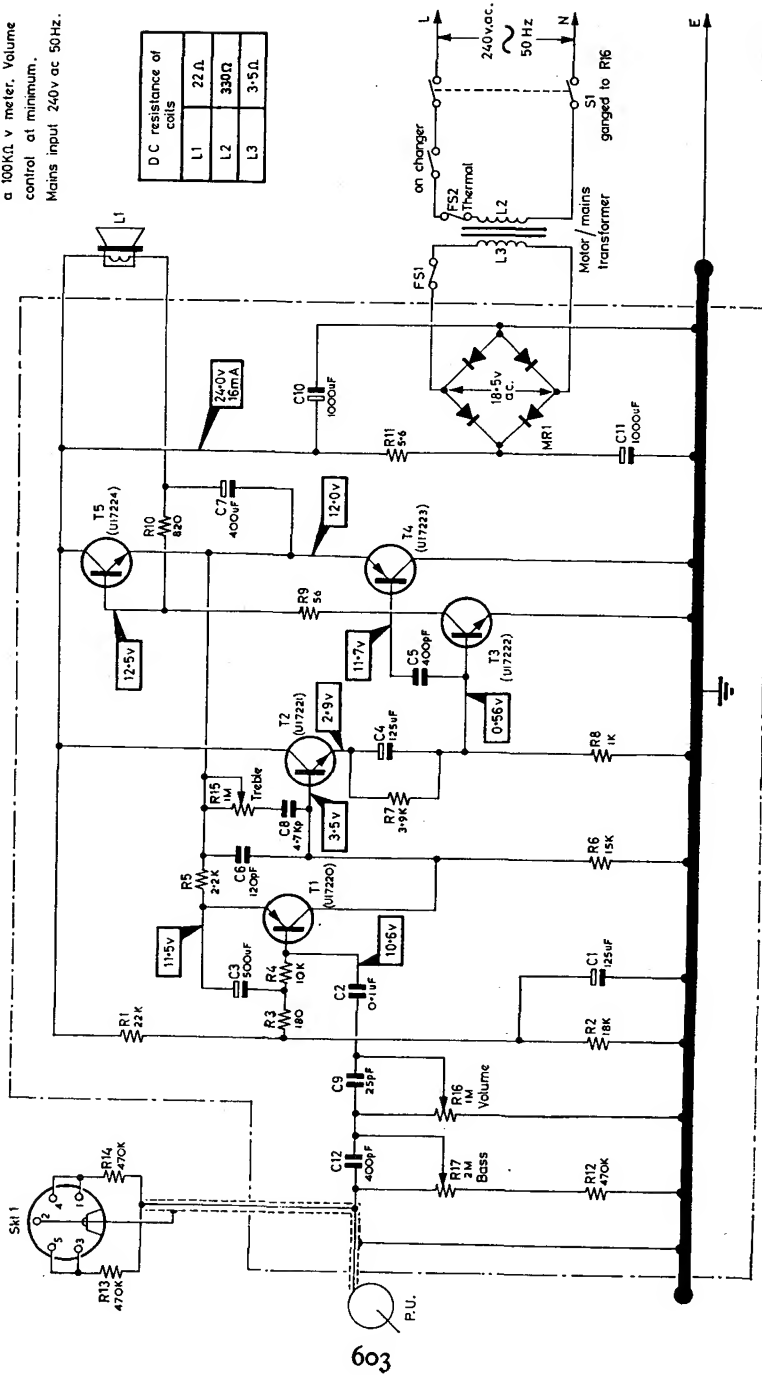 a 100KΩ v meter. Volume
control at minimum.
Mains input 240v ac 50Hz.
D C resistance of
coils
L1 22Ω
L2 330Ω
L3 3·5Ω
Skt 1
5
2
4
3
1
R13
470K
R14
470K
P.U.
C12
400pF
R17
2M
Bass
R12
470K
C9
25pF
R16
1M
Volume
R1
22K
R3
180
R2
18K
C1
125uF
C3
500uF
R4
10K
C2
0·1uF
10·6v
11·5v
T1
(U17220)
R5
2·2K
C6
120pF
R15
1M
Treble
C8
4·7Kp
R6
15K
T2
(U17221)
3·5v
2·9v
C4
125uF
R7
3·9K
R8
1K
0·56v
12·5v
T5
(U17224)
R10
820
C7
400uF
R9
56
12·0v
11·7v
C5
400pF
T4
(U17223)
T3
(U17222)
24·0v
16mA
L1
C10
1000uF
R11
5·6
18·5v
a.c.
MR1
C11
1000uF
FS1
FS2
Thermal
L3
L2
Motor / mains
transformer
on changer
S1
ganged to R16
L
240v.ac.
~
50 Hz
N
E
603